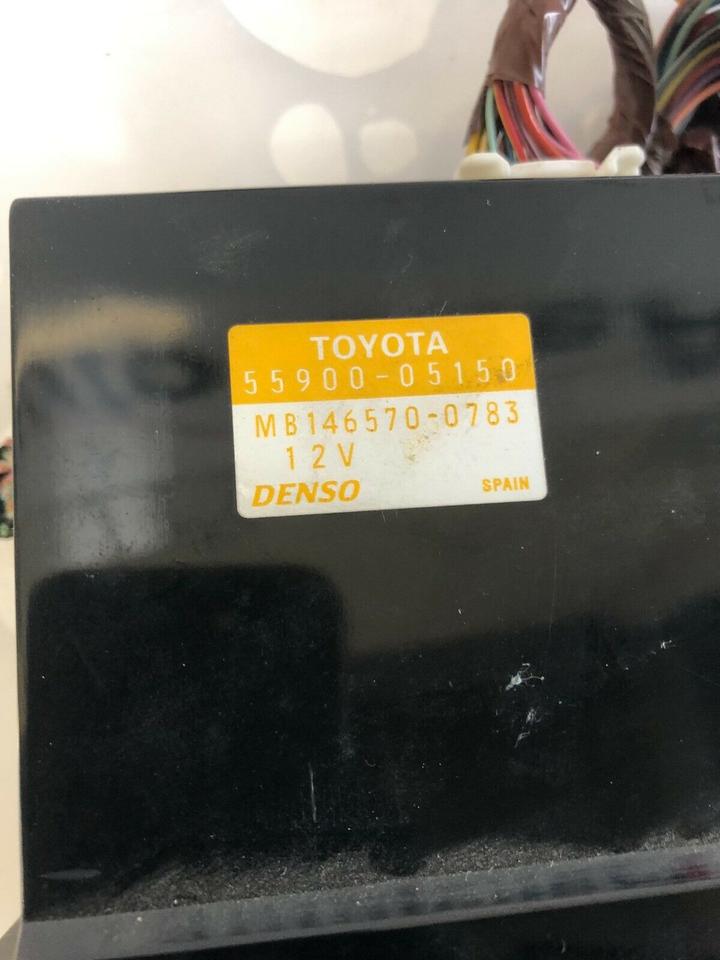 TOYOTA
55900-05150
MB146570-0783
12V
DENSO SPAIN